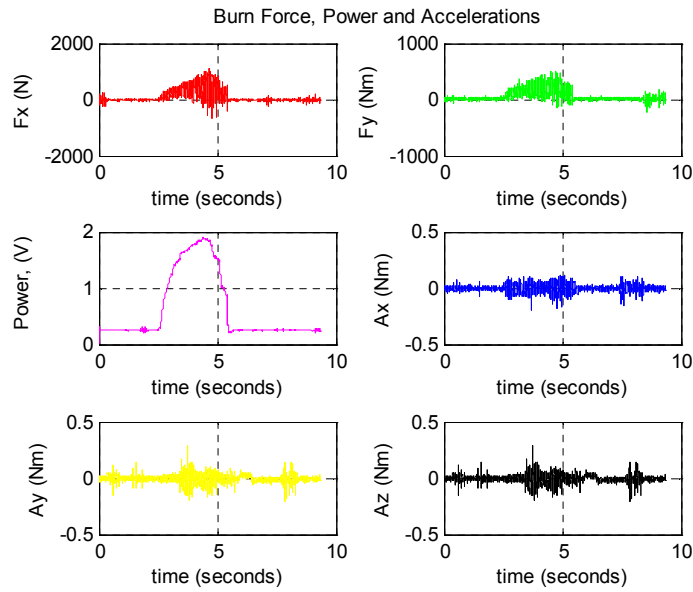 Burn Force, Power and Accelerations
2000
0
-2000
Fx (N)
0 5 10
time (seconds)
1000
0
-1000
Fy (Nm)
0 5 10
time (seconds)
2
1
0
Power, (V)
0 5 10
time (seconds)
0.5
0
-0.5
Ax (Nm)
0 5 10
time (seconds)
0.5
0
-0.5
Ay (Nm)
0 5 10
time (seconds)
0.5
0
-0.5
Az (Nm)
0 5 10
time (seconds)